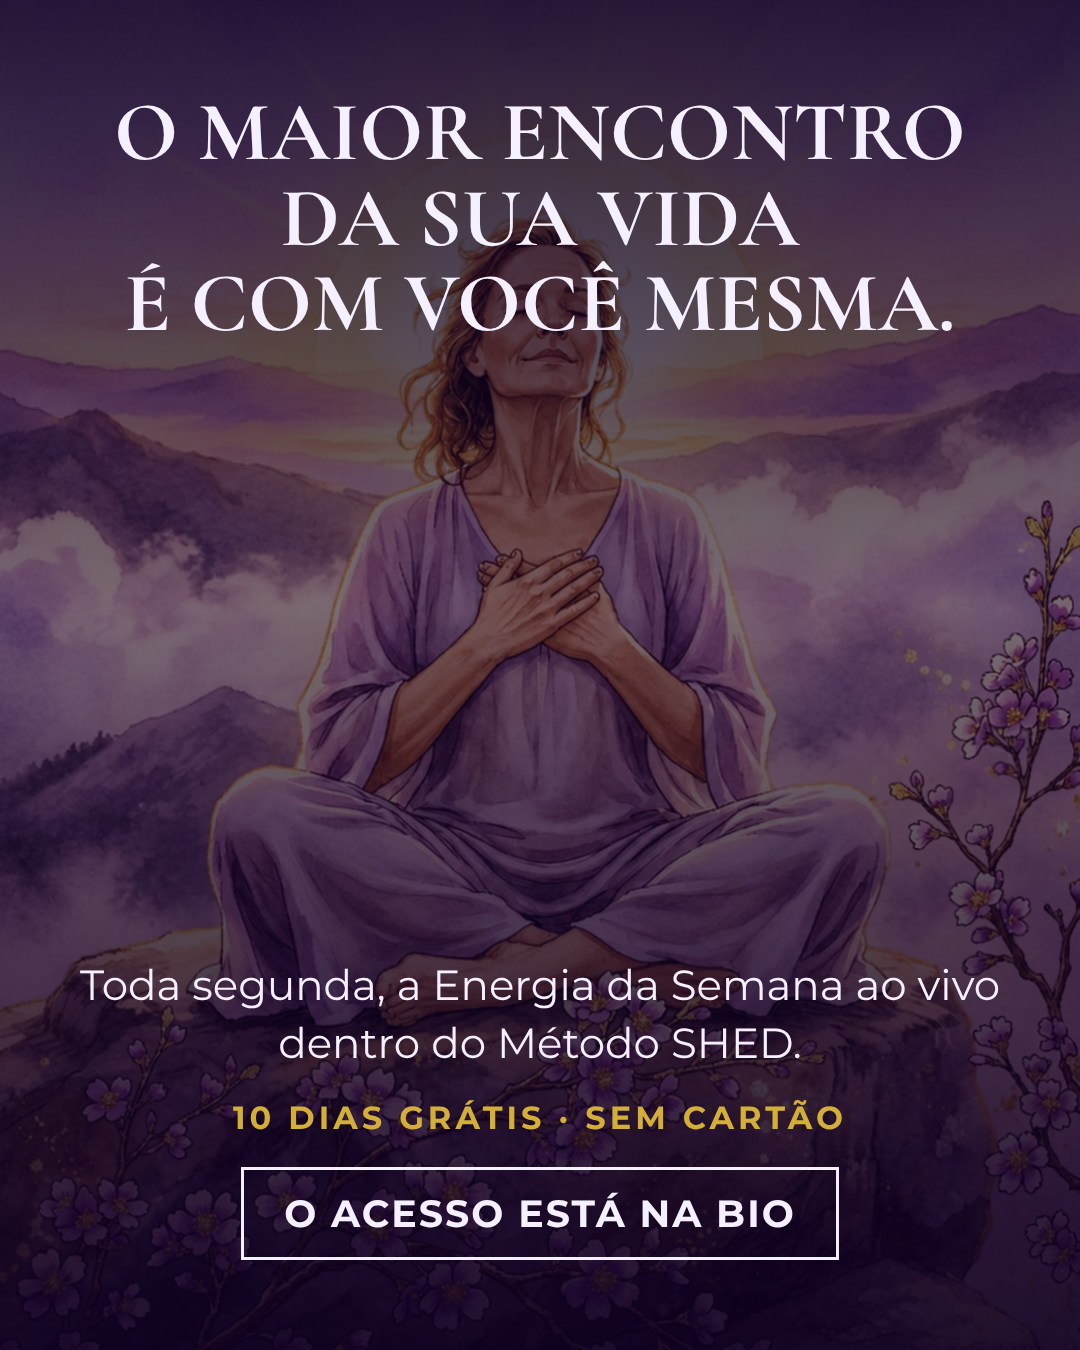 O MAIOR ENCONTRO
DA SUA VIDA
É COM VOCÊ MESMA.
Toda segunda, a Energia da Semana ao vivo
dentro do Método SHED.
10 DIAS GRÁTIS · SEM CARTÃO
O ACESSO ESTÁ NA BIO